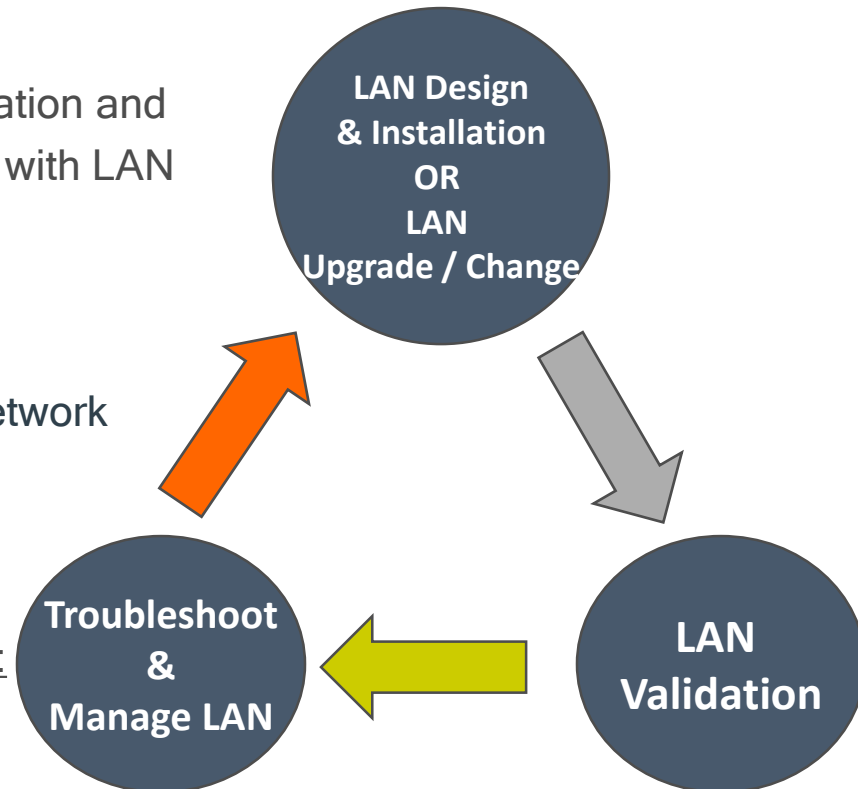 ation and
with LAN
etwork
LAN Design
& Installation
OR
LAN
Upgrade / Change
Troubleshoot
&
Manage LAN
LAN
Validation